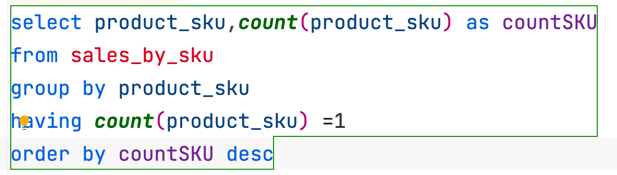 select product_sku,count(product_sku) as countSKU
from sales_by_sku
group by product_sku
having count(product_sku) =1
order by countSKU desc